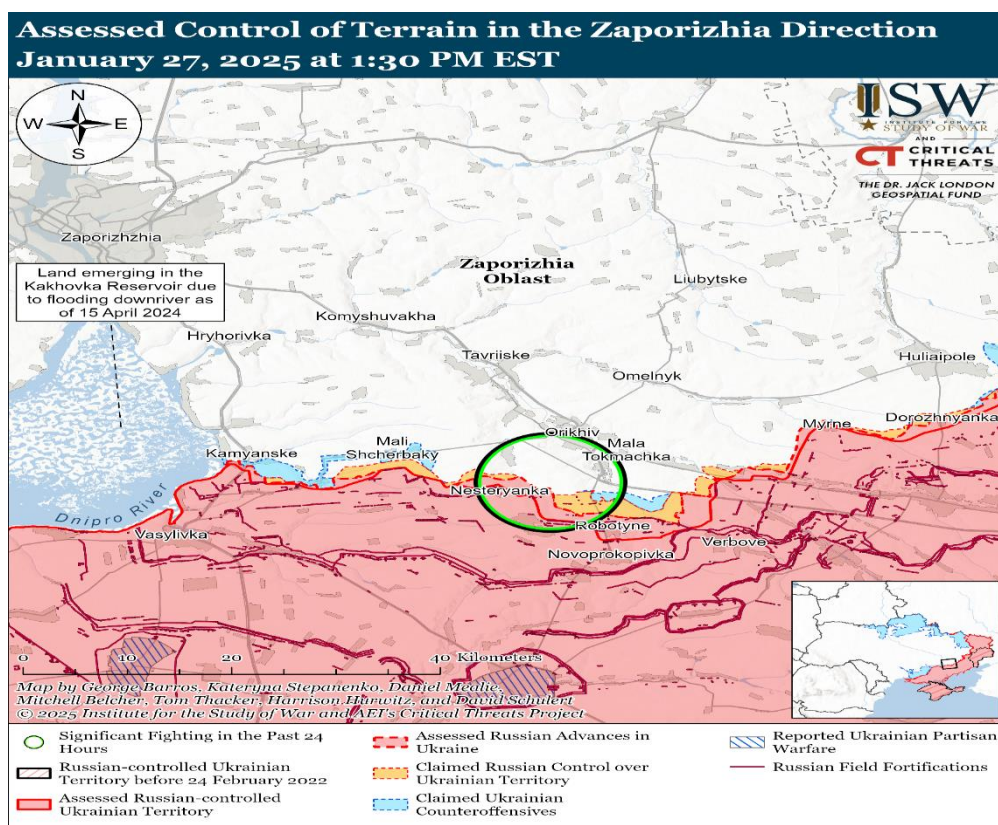 Assessed Control of Terrain in the Zaporizhia Direction
January 27, 2025 at 1:30 PM EST
N
W
E
S
ISW
INSTITUTE FOR THE
STUDY OF WAR
AND
CT CRITICAL
THREATS
THE DR. JACK LONDON
GEOSPATIAL FUND
Zaporizhzhia
Land emerging in the
Kakhovka Reservoir due
to flooding downriver as
of 15 April 2024
Zaporizhia
Oblast
Liubytske
Komyshuvakha
Hryhorivka
Tavriiske
Huliaipole
Omelnyk
Dorozhnyanka
Myrne
Orikhiv
Mala
Tokmachka
Mali
Shcherbaky
Kamyanske
Nesteryanka
Dnipro River
Robotyne
Vasylivka
Verbove
Novoprokopivka
0
10
20
40 Kilometers
Map by George Barros, Kateryna Stepanenko, Daniel Mealie,
Mitchell Belcher, Tom Thacker, Harrison Hurwitz, and David Schulert
© 2025 Institute for the Study of War and AEI's Critical Threats Project
Significant Fighting in the Past 24
Hours
Russian-controlled Ukrainian
Territory before 24 February 2022
Assessed Russian-controlled
Ukrainian Territory
Assessed Russian Advances in
Ukraine
Claimed Russian Control over
Ukrainian Territory
Claimed Ukrainian
Counteroffensives
Reported Ukrainian Partisan
Warfare
Russian Field Fortifications